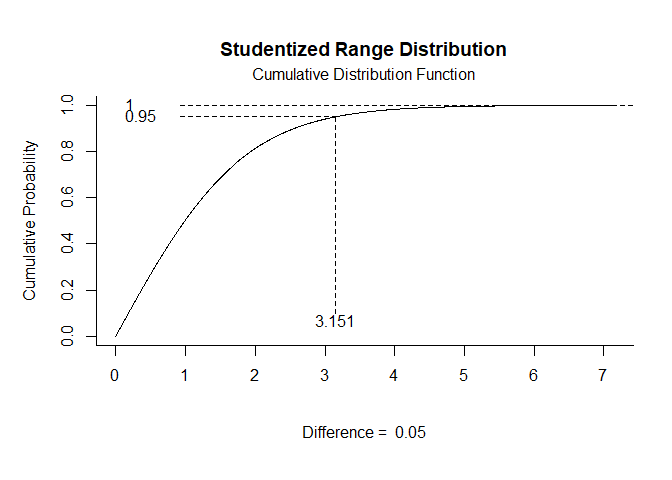 Studentized Range Distribution
Cumulative Distribution Function
Cumulative Probability
1.0
0.8
0.6
0.4
0.2
0.0
1
0.95
3.151
0 1 2 3 4 5 6 7
Difference = 0.05